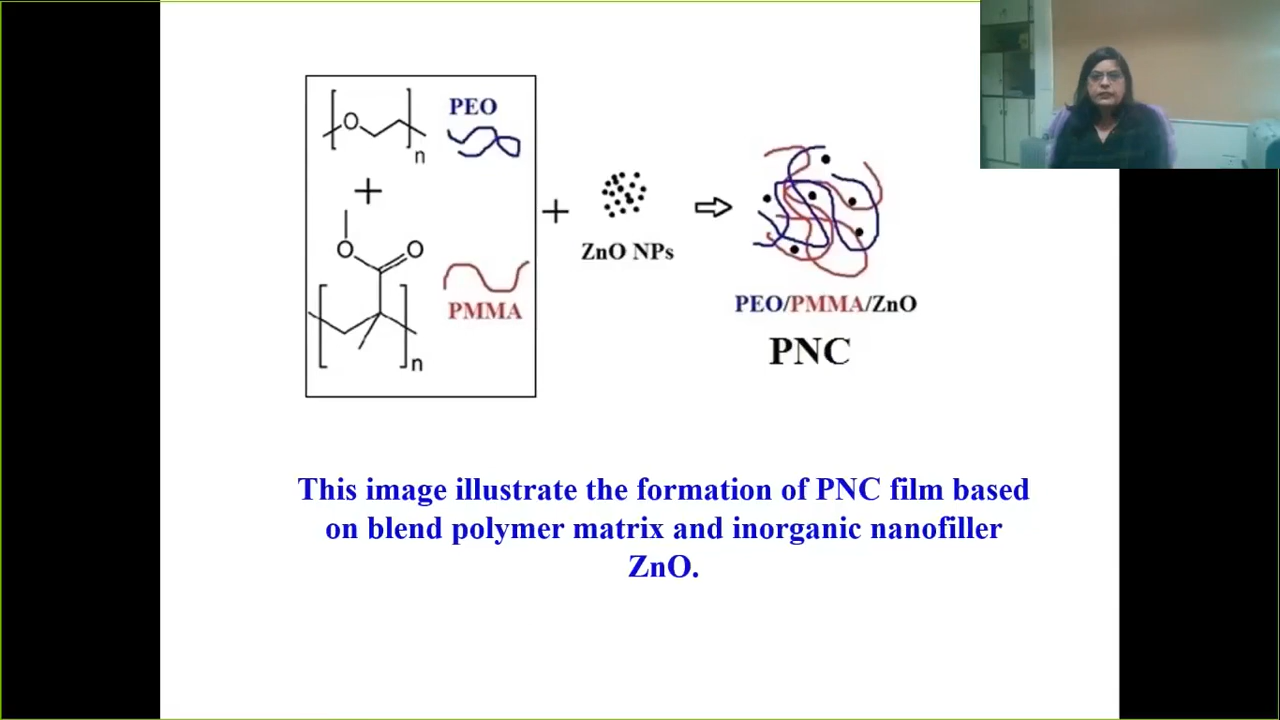 PEO
O
n
+
O
O
PMMA
n
+
ZnO NPs
PEO/PMMA/ZnO
PNC
This image illustrate the formation of PNC film based
on blend polymer matrix and inorganic nanofiller
ZnO.